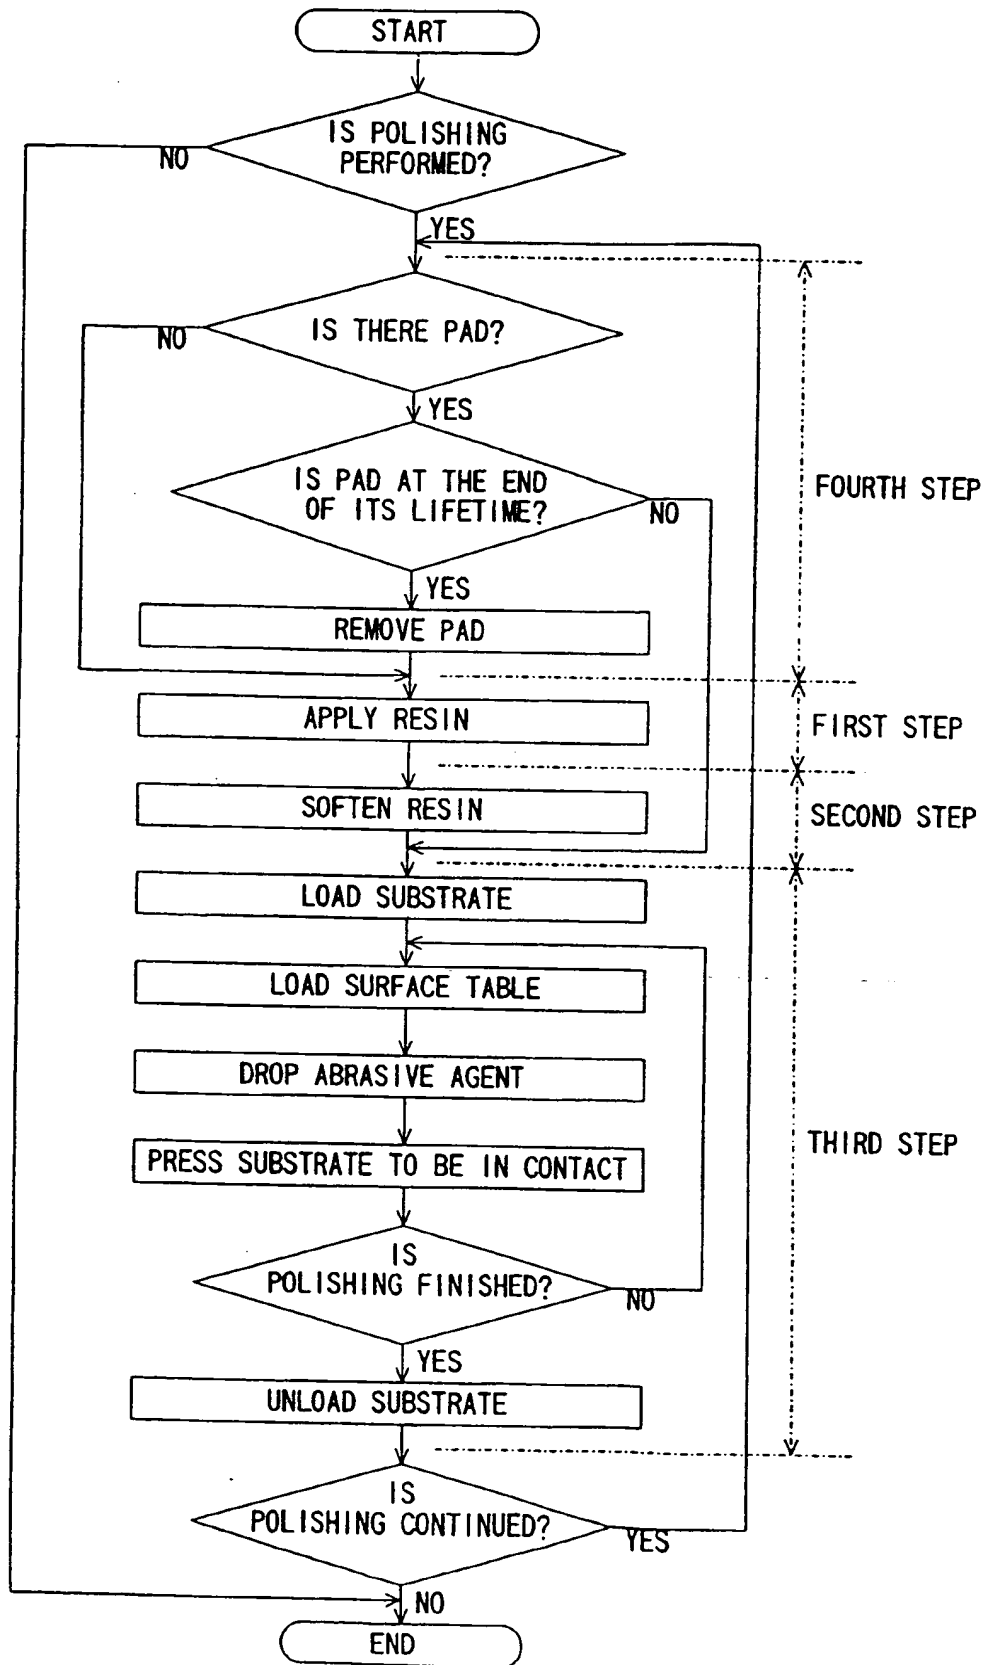 START
IS POLISHING
PERFORMED?
NO
YES
IS THERE PAD?
NO
YES
IS PAD AT THE END
OF ITS LIFETIME?
NO
FOURTH STEP
YES
REMOVE PAD
APPLY RESIN
FIRST STEP
SOFTEN RESIN
SECOND STEP
LOAD SUBSTRATE
LOAD SURFACE TABLE
DROP ABRASIVE AGENT
THIRD STEP
PRESS SUBSTRATE TO BE IN CONTACT
IS
POLISHING FINISHED?
NO
YES
UNLOAD SUBSTRATE
IS
POLISHING CONTINUED?
YES
NO
END